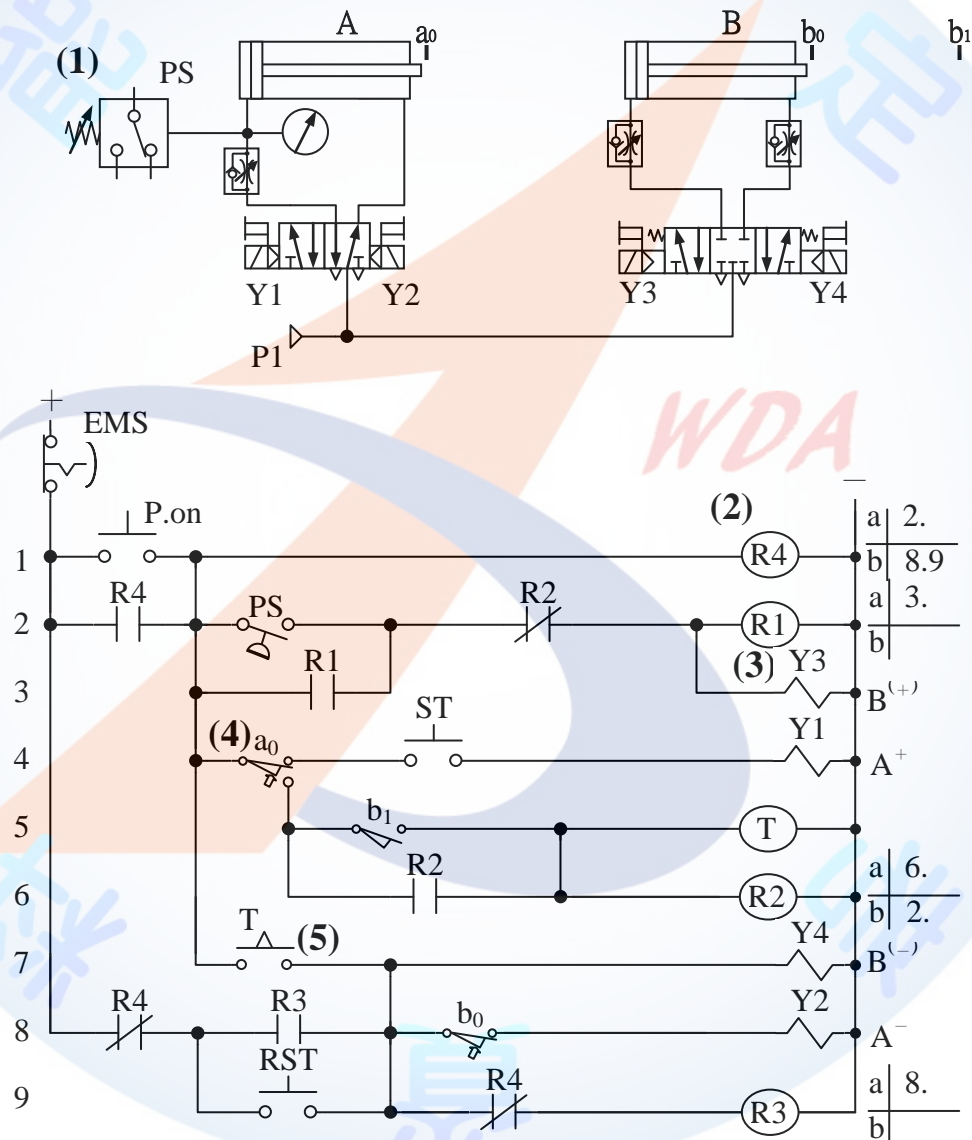 A a0 B b0 b1
(1) PS
Y1 Y2 Y3 Y4
P1
WDA
+ EMS −
P.on (2) R4 a 2.
1 b 8.9
R4 PS R2 R1 a 3.
2 b
R1 (3) Y3
3 B(+)
(4) a0 ST Y1
4 A+
b1
5 T
R2 a 6.
6 R2 b 2.
T (5) Y4
7 B(−)
R4 R3 b0 Y2
8 A−
RST R4 a 8.
9 R3 b